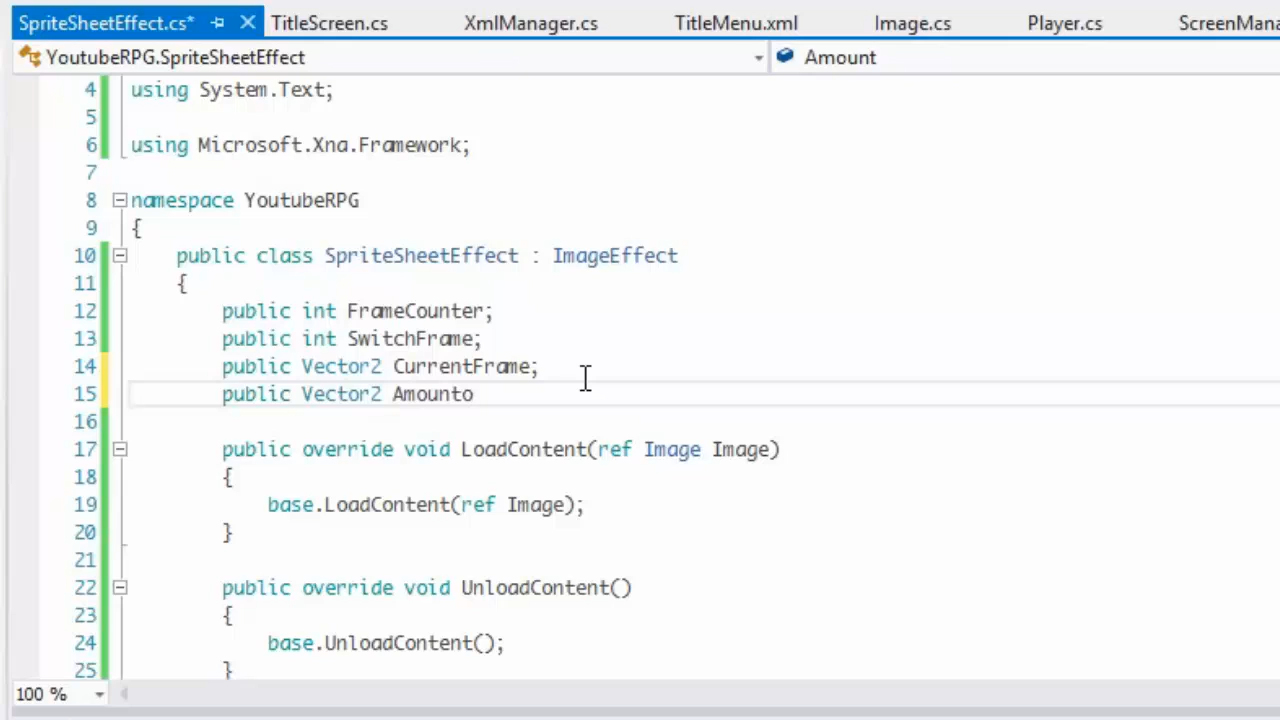 SpriteSheetEffect.cs* TitleScreen.cs XmlManager.cs TitleMenu.xml Image.cs Player.cs ScreenMana
YoutubeRPG.SpriteSheetEffect Amount
4 using System.Text;
5
6 using Microsoft.Xna.Framework;
7
8 namespace YoutubeRPG
9 {
10 public class SpriteSheetEffect : ImageEffect
11 {
12 public int FrameCounter;
13 public int SwitchFrame;
14 public Vector2 CurrentFrame;
15 public Vector2 Amounto
16
17 public override void LoadContent(ref Image Image)
18 {
19 base.LoadContent(ref Image);
20 }
21
22 public override void UnloadContent()
23 {
24 base.UnloadContent();
25 }
100 %